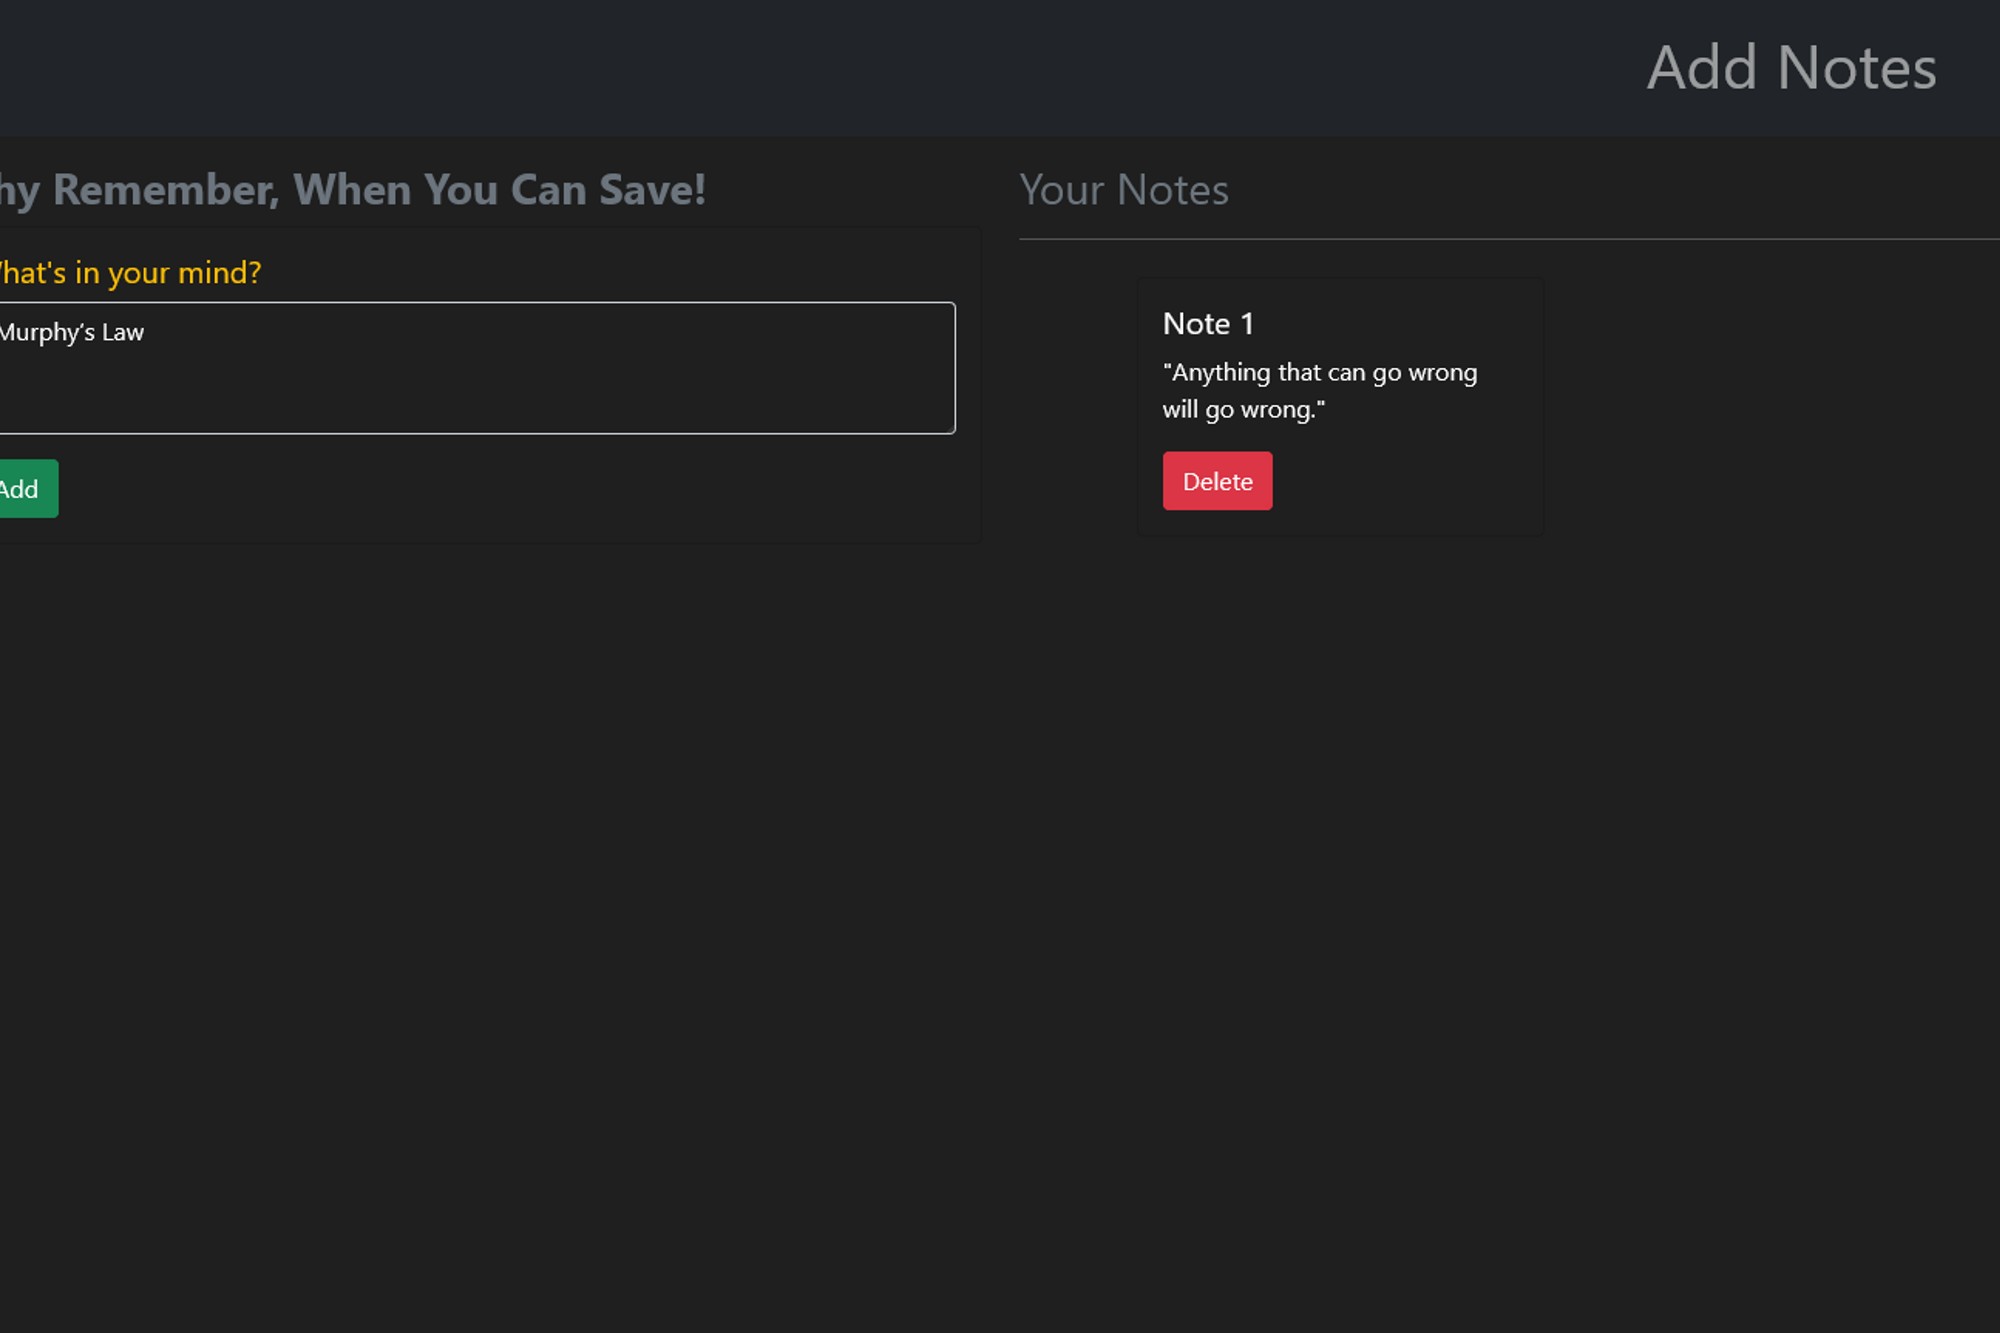 Add Notes
hy Remember, When You Can Save!
hat's in your mind?
Murphy’s Law
Add
Your Notes
Note 1
"Anything that can go wrong
will go wrong."
Delete